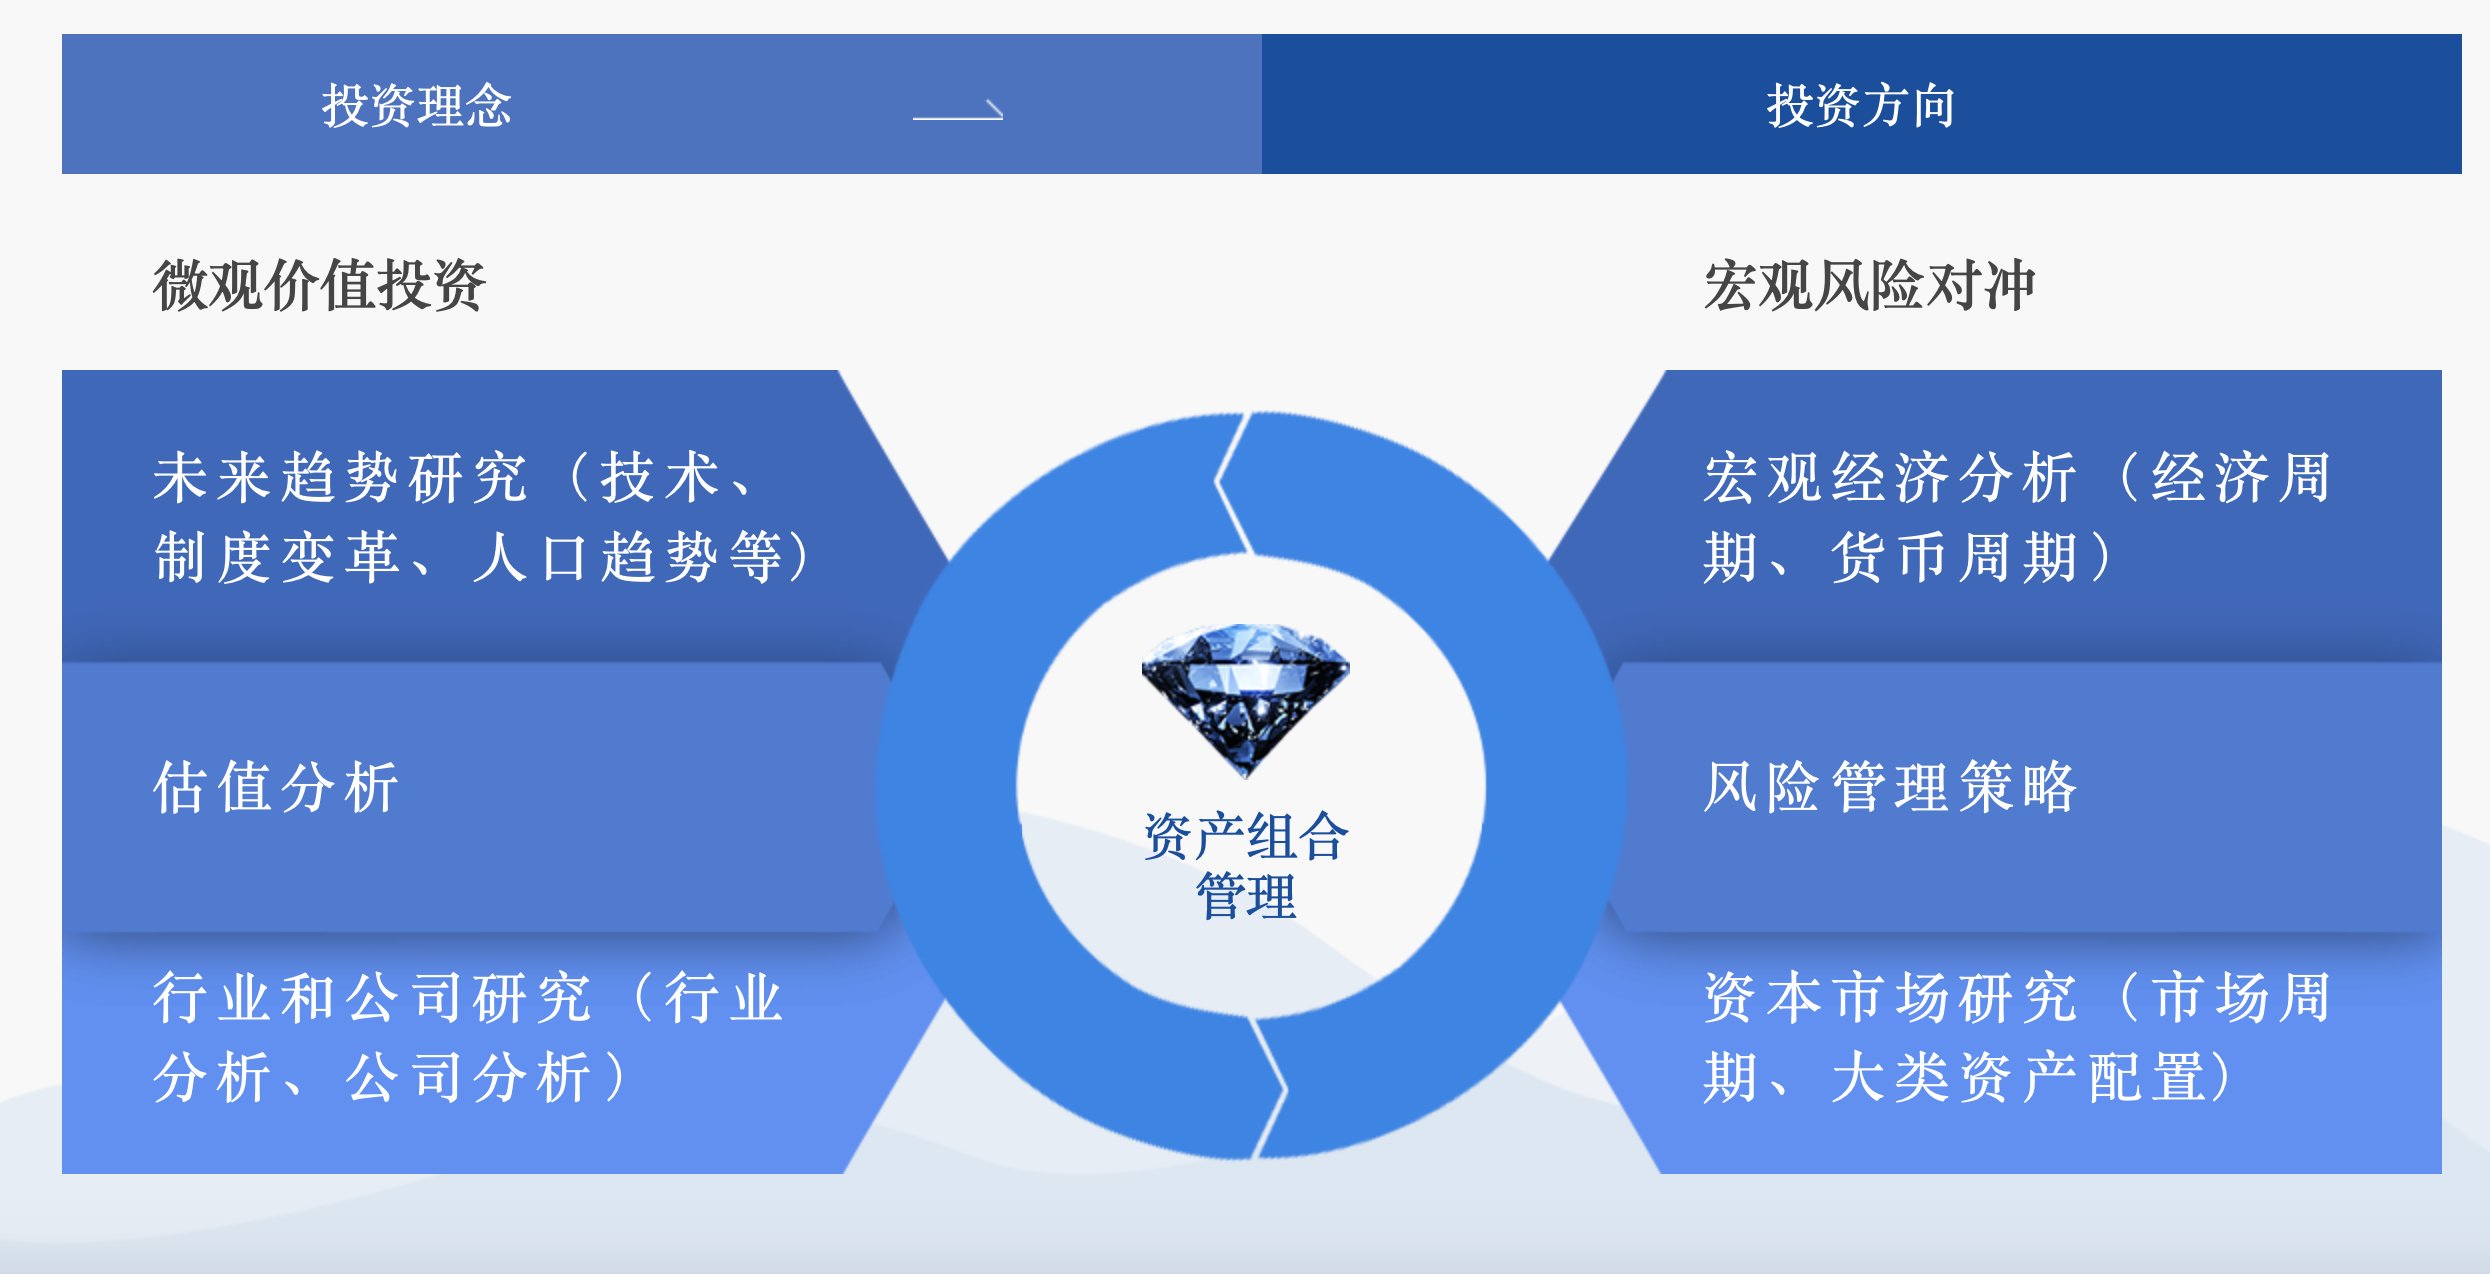 投资理念
投资方向
微观价值投资
宏观风险对冲
未来趋势研究（技术、
制度变革、人口趋势等）
估值分析
行业和公司研究（行业
分析、公司分析）
资产组合
管理
宏观经济分析（经济周
期、货币周期）
风险管理策略
资本市场研究（市场周
期、大类资产配置）